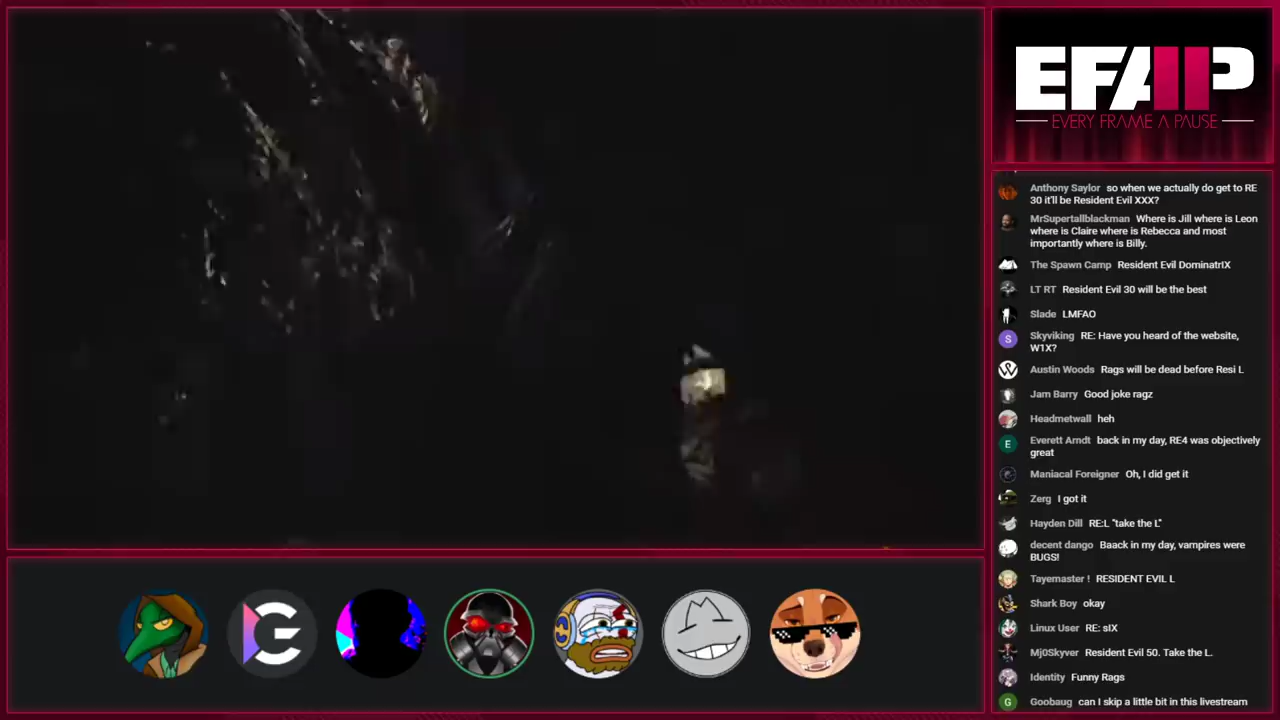 EFAP
EVERY FRAME A PAUSE
Anthony Saylor so when we actually do get to RE
30 it'll be Resident Evil XXX?
MrSupertallblackman Where is Jill where is Leon
where is Claire where is Rebecca and most
importantly where is Billy.
The Spawn Camp Resident Evil DominatrIX
LT RT Resident Evil 30 will be the best
Slade LMFAO
S
Skyviking RE: Have you heard of the website,
W1X?
Austin Woods Rags will be dead before Resi L
Jam Barry Good joke ragz
Headmetwall heh
E
Everett Arndt back in my day, RE4 was objectively
great
Maniacal Foreigner Oh, I did get it
Zerg I got it
Hayden Dill RE:L "take the L"
decent dango Baack in my day, vampires were
BUGS!
Tayemaster ! RESIDENT EVIL L
Shark Boy okay
Linux User RE: sIX
Mj0Skyver Resident Evil 50. Take the L.
Identity Funny Rags
G
Goobaug can I skip a little bit in this livestream